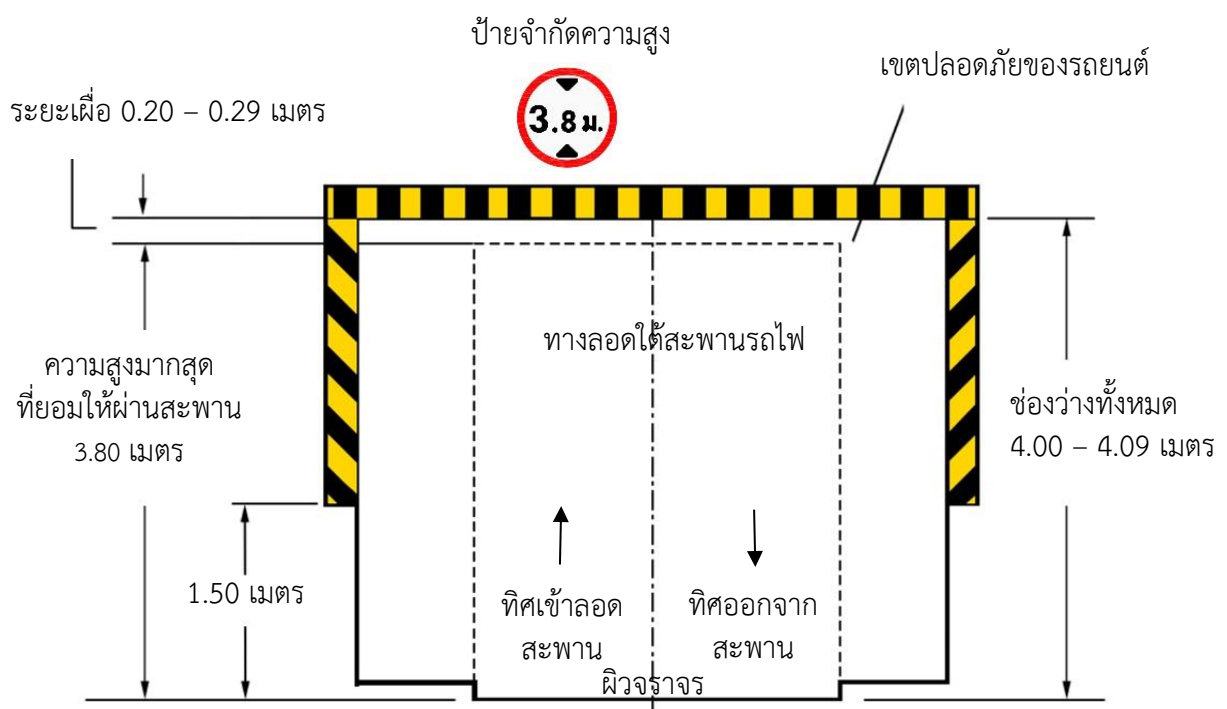 ป้ายจำกัดความสูง
เขตปลอดภัยของรถยนต์
ระยะเผื่อ 0.20 – 0.29 เมตร
3.8 ม.
ทางลอดใต้สะพานรถไฟ
ความสูงมากสุด
ที่ยอมให้ผ่านสะพาน
3.80 เมตร
ช่องว่างทั้งหมด
4.00 – 4.09 เมตร
1.50 เมตร
ทิศเข้าลอด
สะพาน
ทิศออกจาก
สะพาน
ผิวจราจร